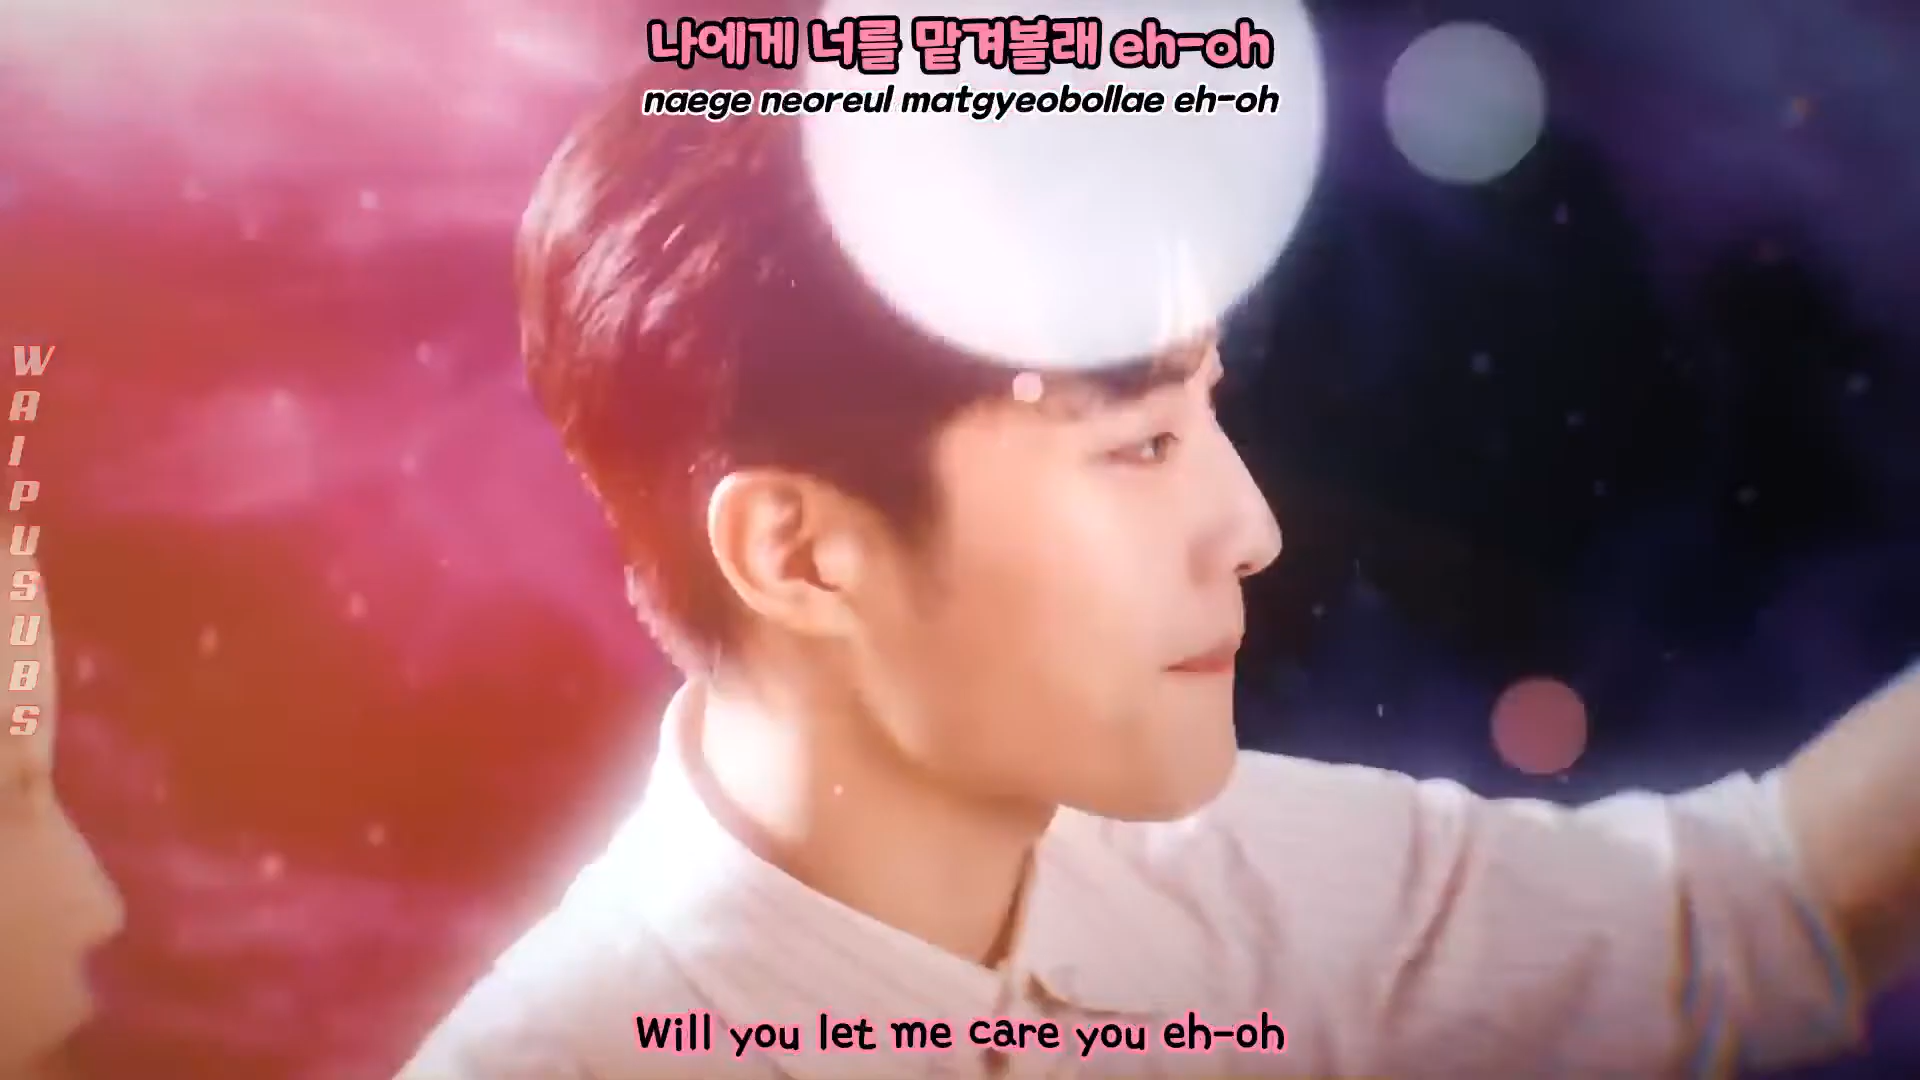 나에게 너를 맡겨볼래 eh-oh
naege neoreul matgyeobollae eh-oh
WAIPUSUBS
Will you let me care you eh-oh